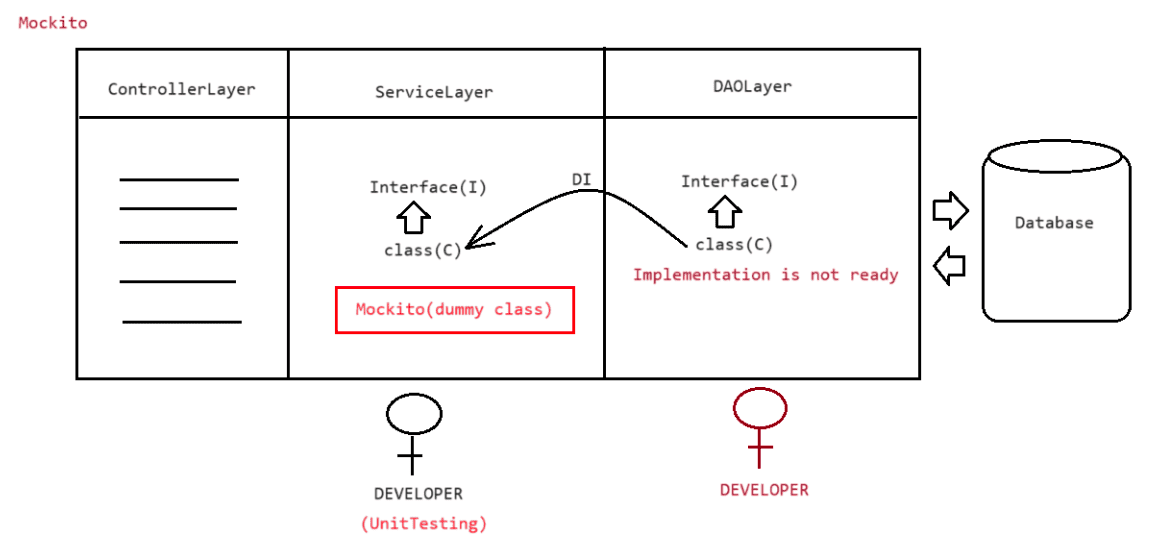 Mockito
ControllerLayer
ServiceLayer
DAOLayer
Interface(I)
DI
Interface(I)
class(C)
class(C)
Implementation is not ready
Mockito(dummy class)
Database
DEVELOPER
(UnitTesting)
DEVELOPER